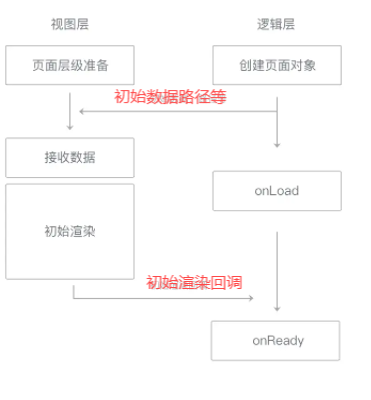 视图层
逻辑层
页面层级准备
创建页面对象
初始数据路径等
接收数据
onLoad
初始渲染
初始渲染回调
onReady